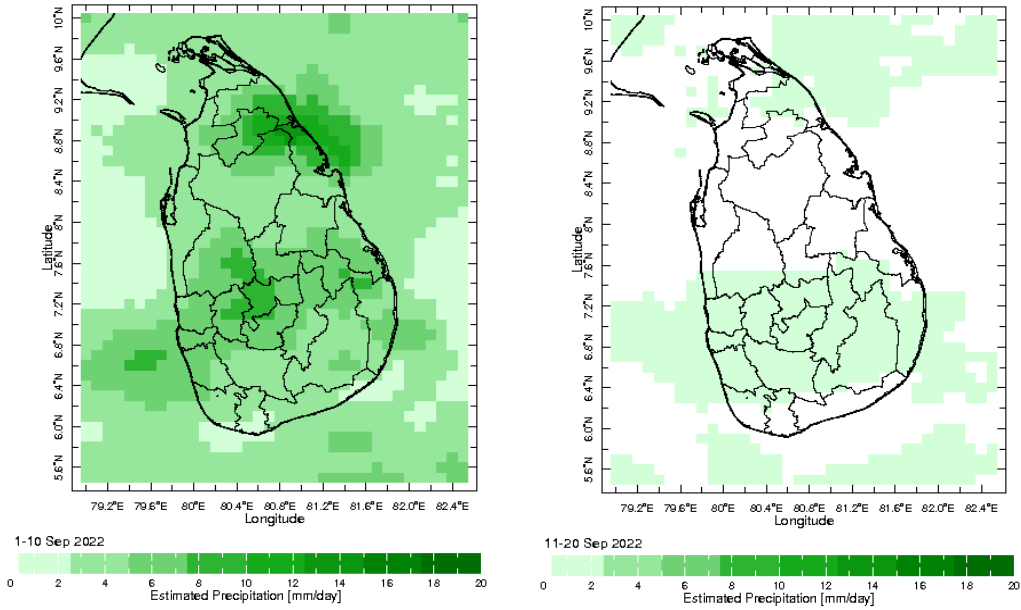 10°N
9.6°N
9.2°N
8.8°N
8.4°N
8°N
7.6°N
7.2°N
6.8°N
6.4°N
6.0°N
5.6°N
Latitude
79.2°E 79.6°E 80°E 80.4°E 80.8°E 81.2°E 81.6°E 82.0°E 82.4°E
Longitude
1-10 Sep 2022
0 2 4 6 8 10 12 14 16 18 20
Estimated Precipitation [mm/day]
10°N
9.6°N
9.2°N
8.8°N
8.4°N
8°N
7.6°N
7.2°N
6.8°N
6.4°N
6.0°N
5.6°N
Latitude
79.2°E 79.6°E 80°E 80.4°E 80.8°E 81.2°E 81.6°E 82.0°E 82.4°E
Longitude
11-20 Sep 2022
0 2 4 6 8 10 12 14 16 18 20
Estimated Precipitation [mm/day]